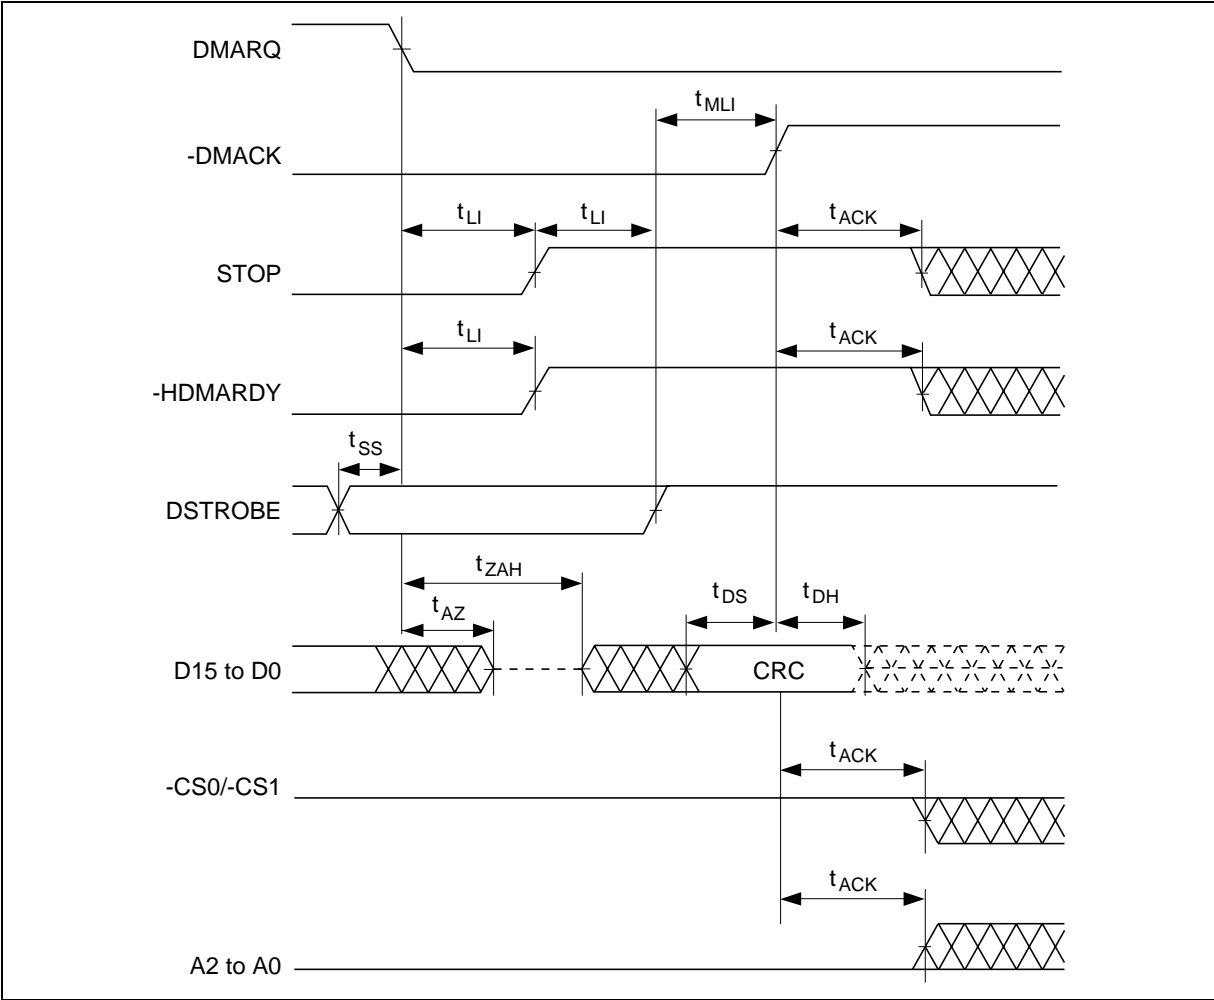 DMARQ
tMLI
-DMACK
tLI tLI tACK
STOP
tLI tACK
-HDMARDY
tSS
DSTROBE
tZAH
tAZ tDS tDH
D15 to D0 CRC
tACK
-CS0/-CS1
tACK
A2 to A0